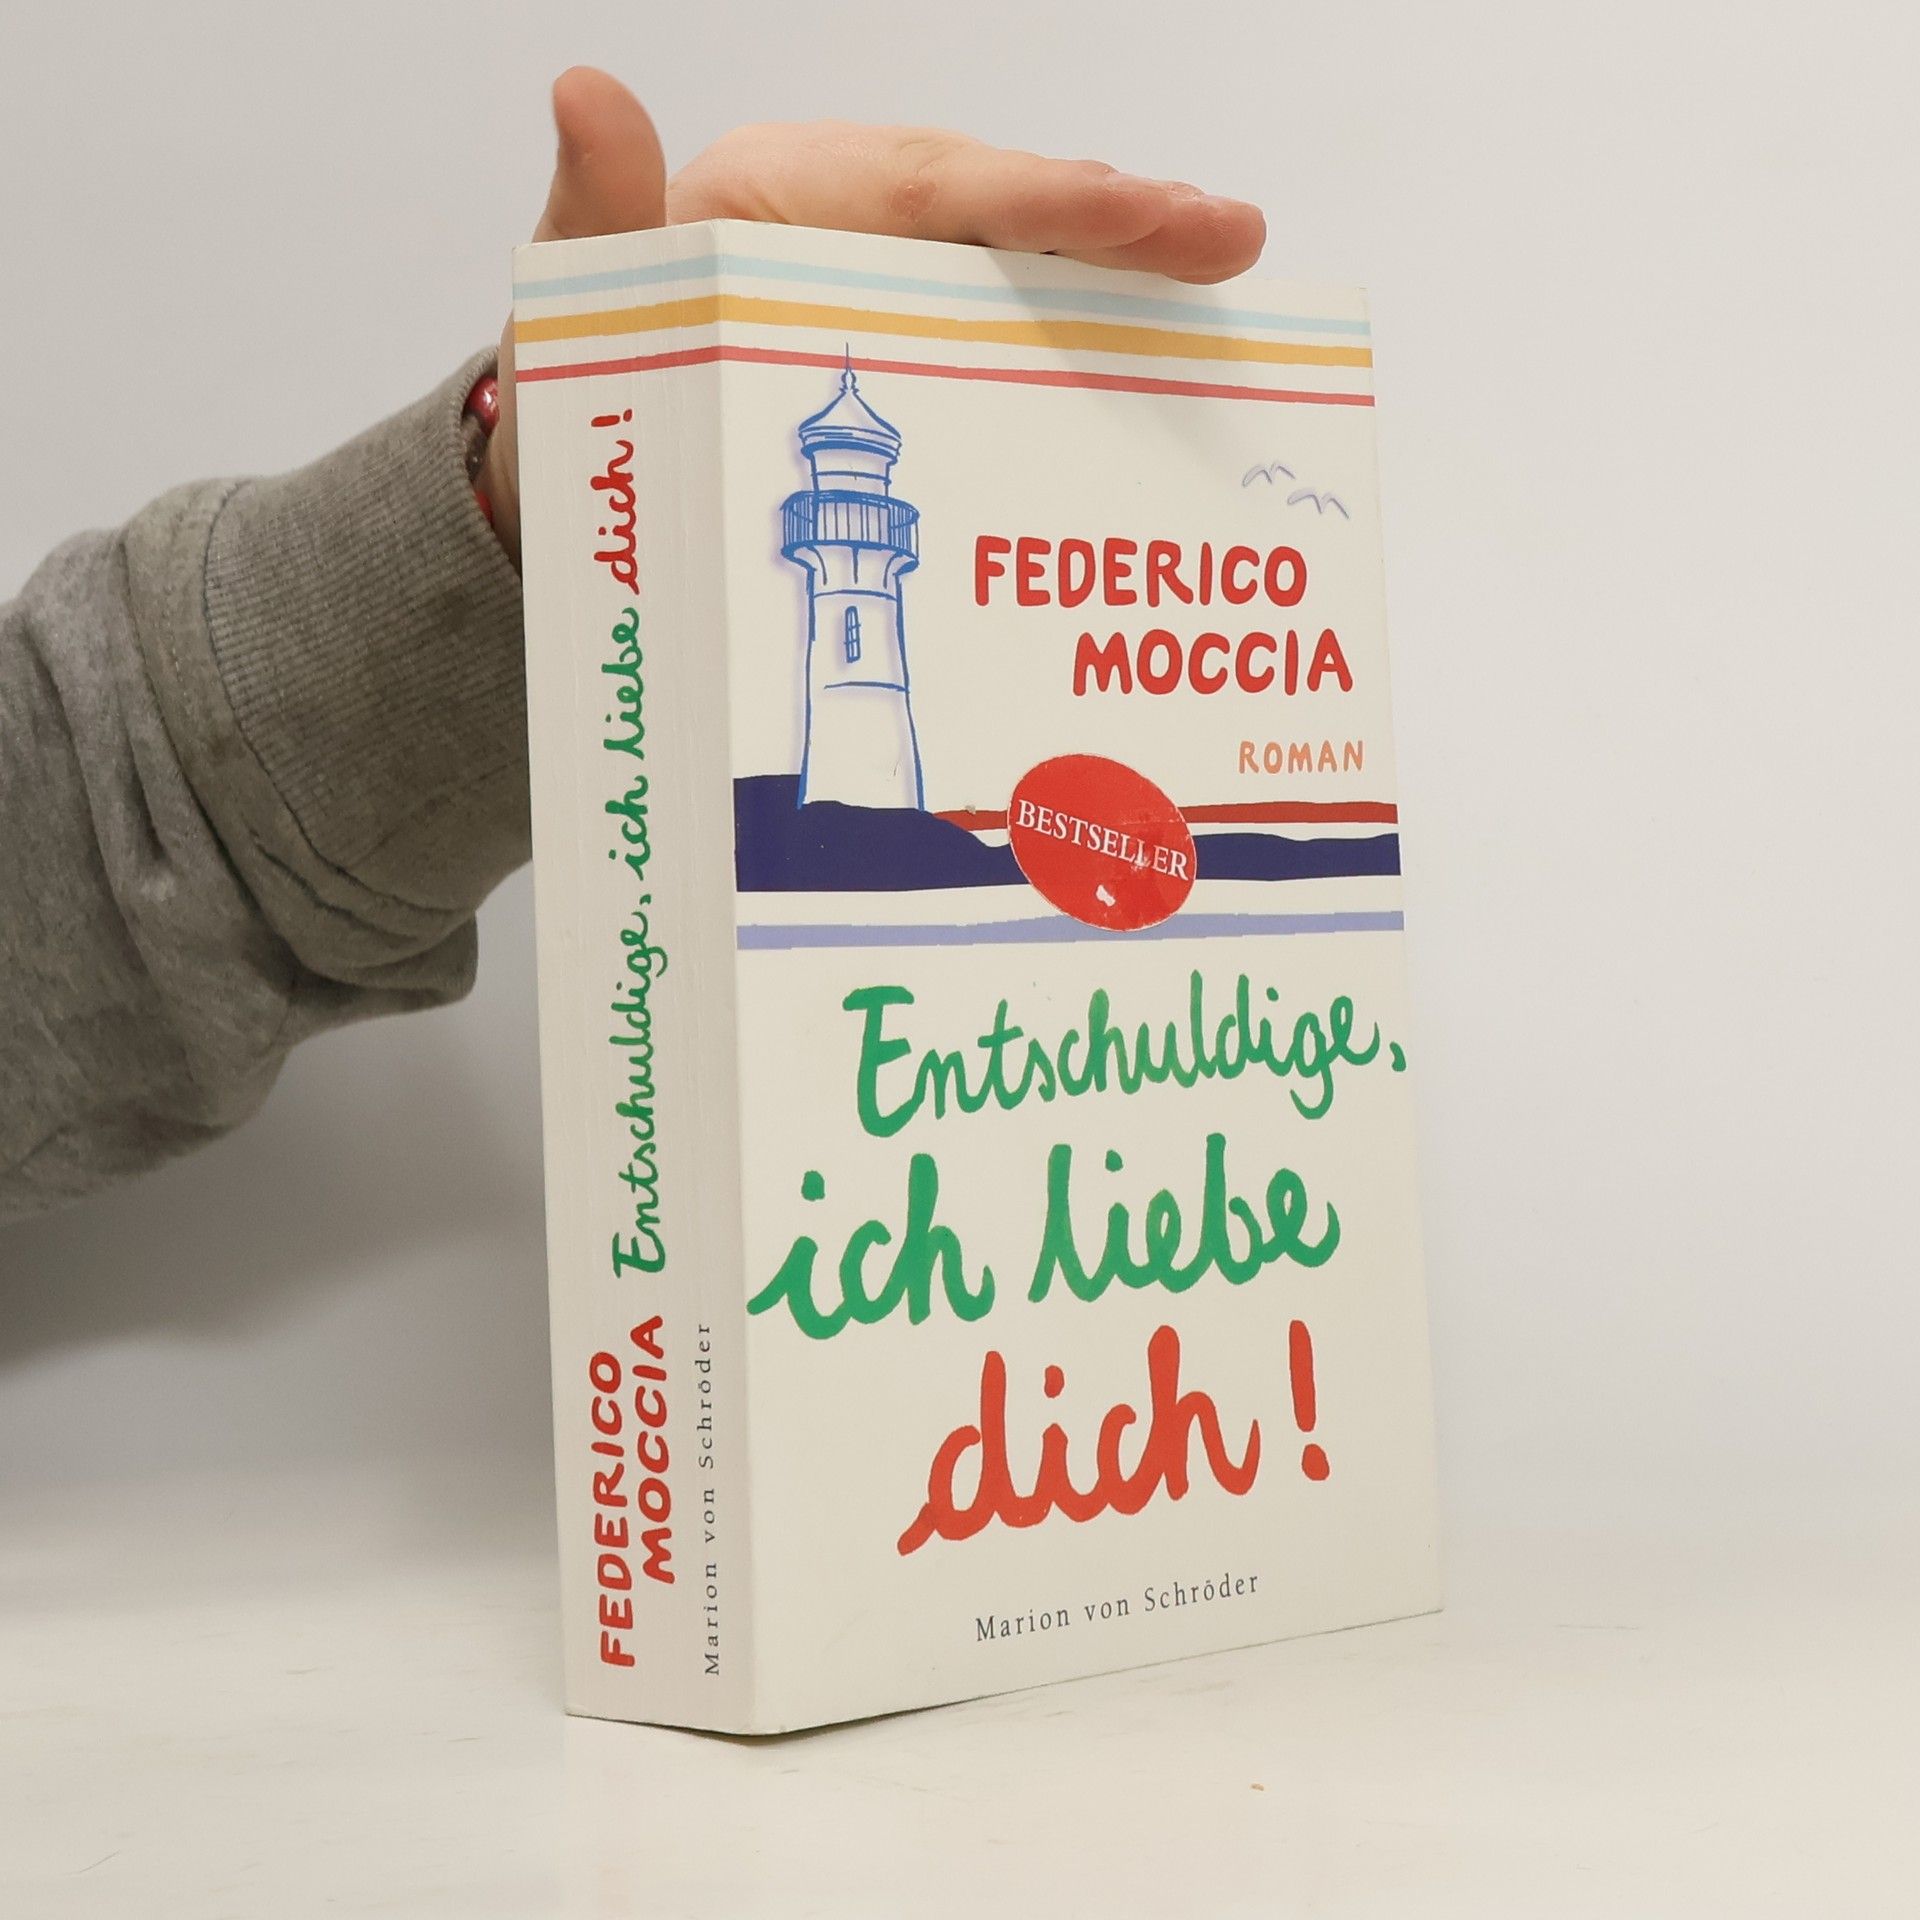 FEDERICO
MOCCIA
Entschuldige, ich liebe dich!
Marion von Schröder
FEDERICO
MOCCIA
ROMAN
BESTSELLER
Entschuldige,
ich liebe
dich!
Marion von Schröder